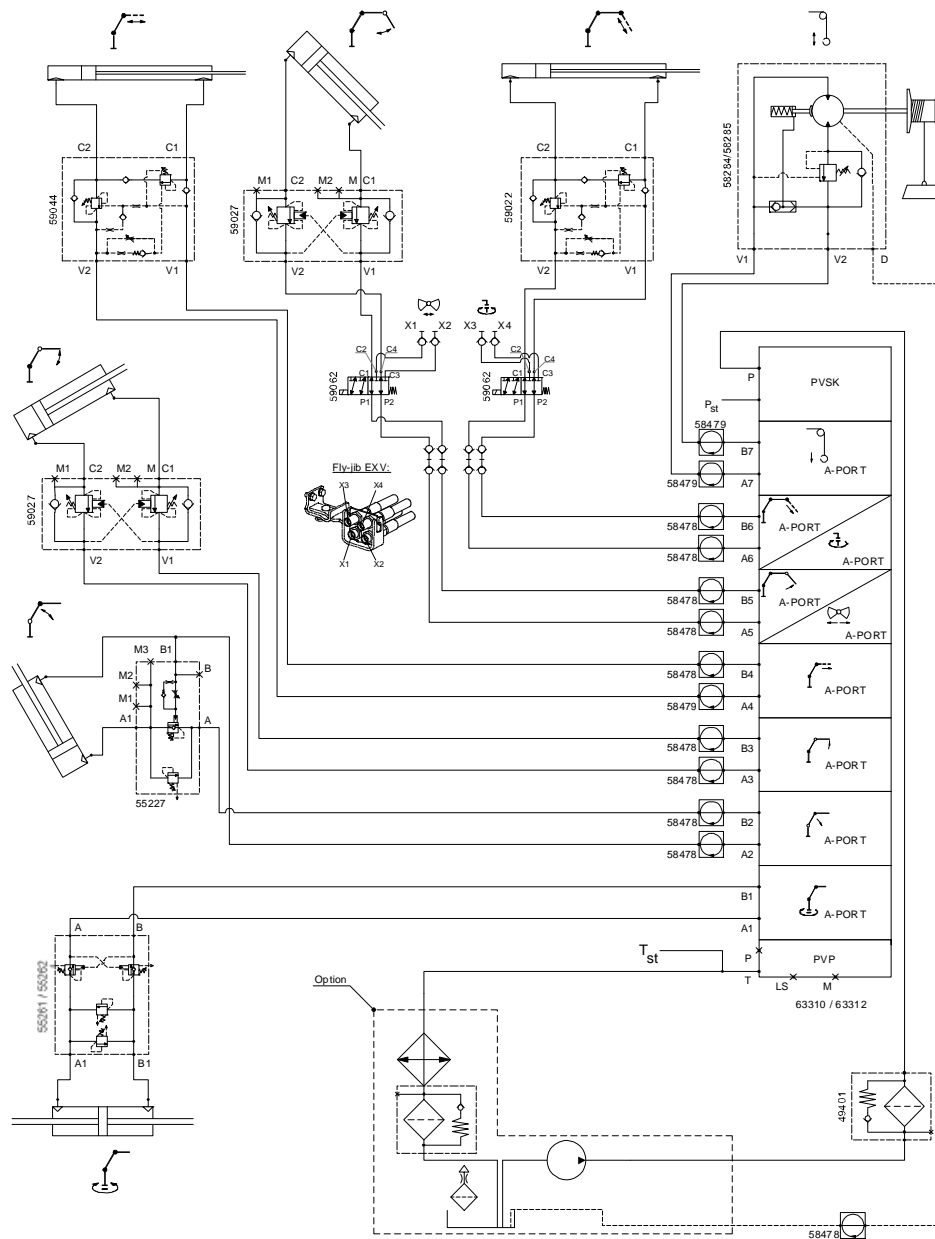 C2 C1
59044
V2 V1
M1 C2 M2 M C1
59027
V2 V1
C2 C1
59022
V2 V1
58284/58285
V1 V2 D
X1 X2 X3 X4
C2 C4
C1 C3
59062
P1 P2
C2 C4
C1 C3
59062
P1 P2
M1 C2 M2 M C1
59027
V2 V1
Fly-jib EXV:
X3 X4
X1 X2
P PVSK
Pst
58479 B7
58479 A7
A-PORT
58478 B6
58478 A6
A-PORT
A-PORT
58478 B5
58478 A5
A-PORT
A-PORT
58478 B4
58479 A4
A-PORT
58478 B3
58478 A3
A-PORT
58478 B2
58478 A2
A-PORT
B1
A1
A-PORT
P PVP
T
LS M
63310 / 63312
Tst
M3 B1 B
M2
M1
A1 A
55227
A B
55261 / 55262
A1 B1
Option
49401
58478